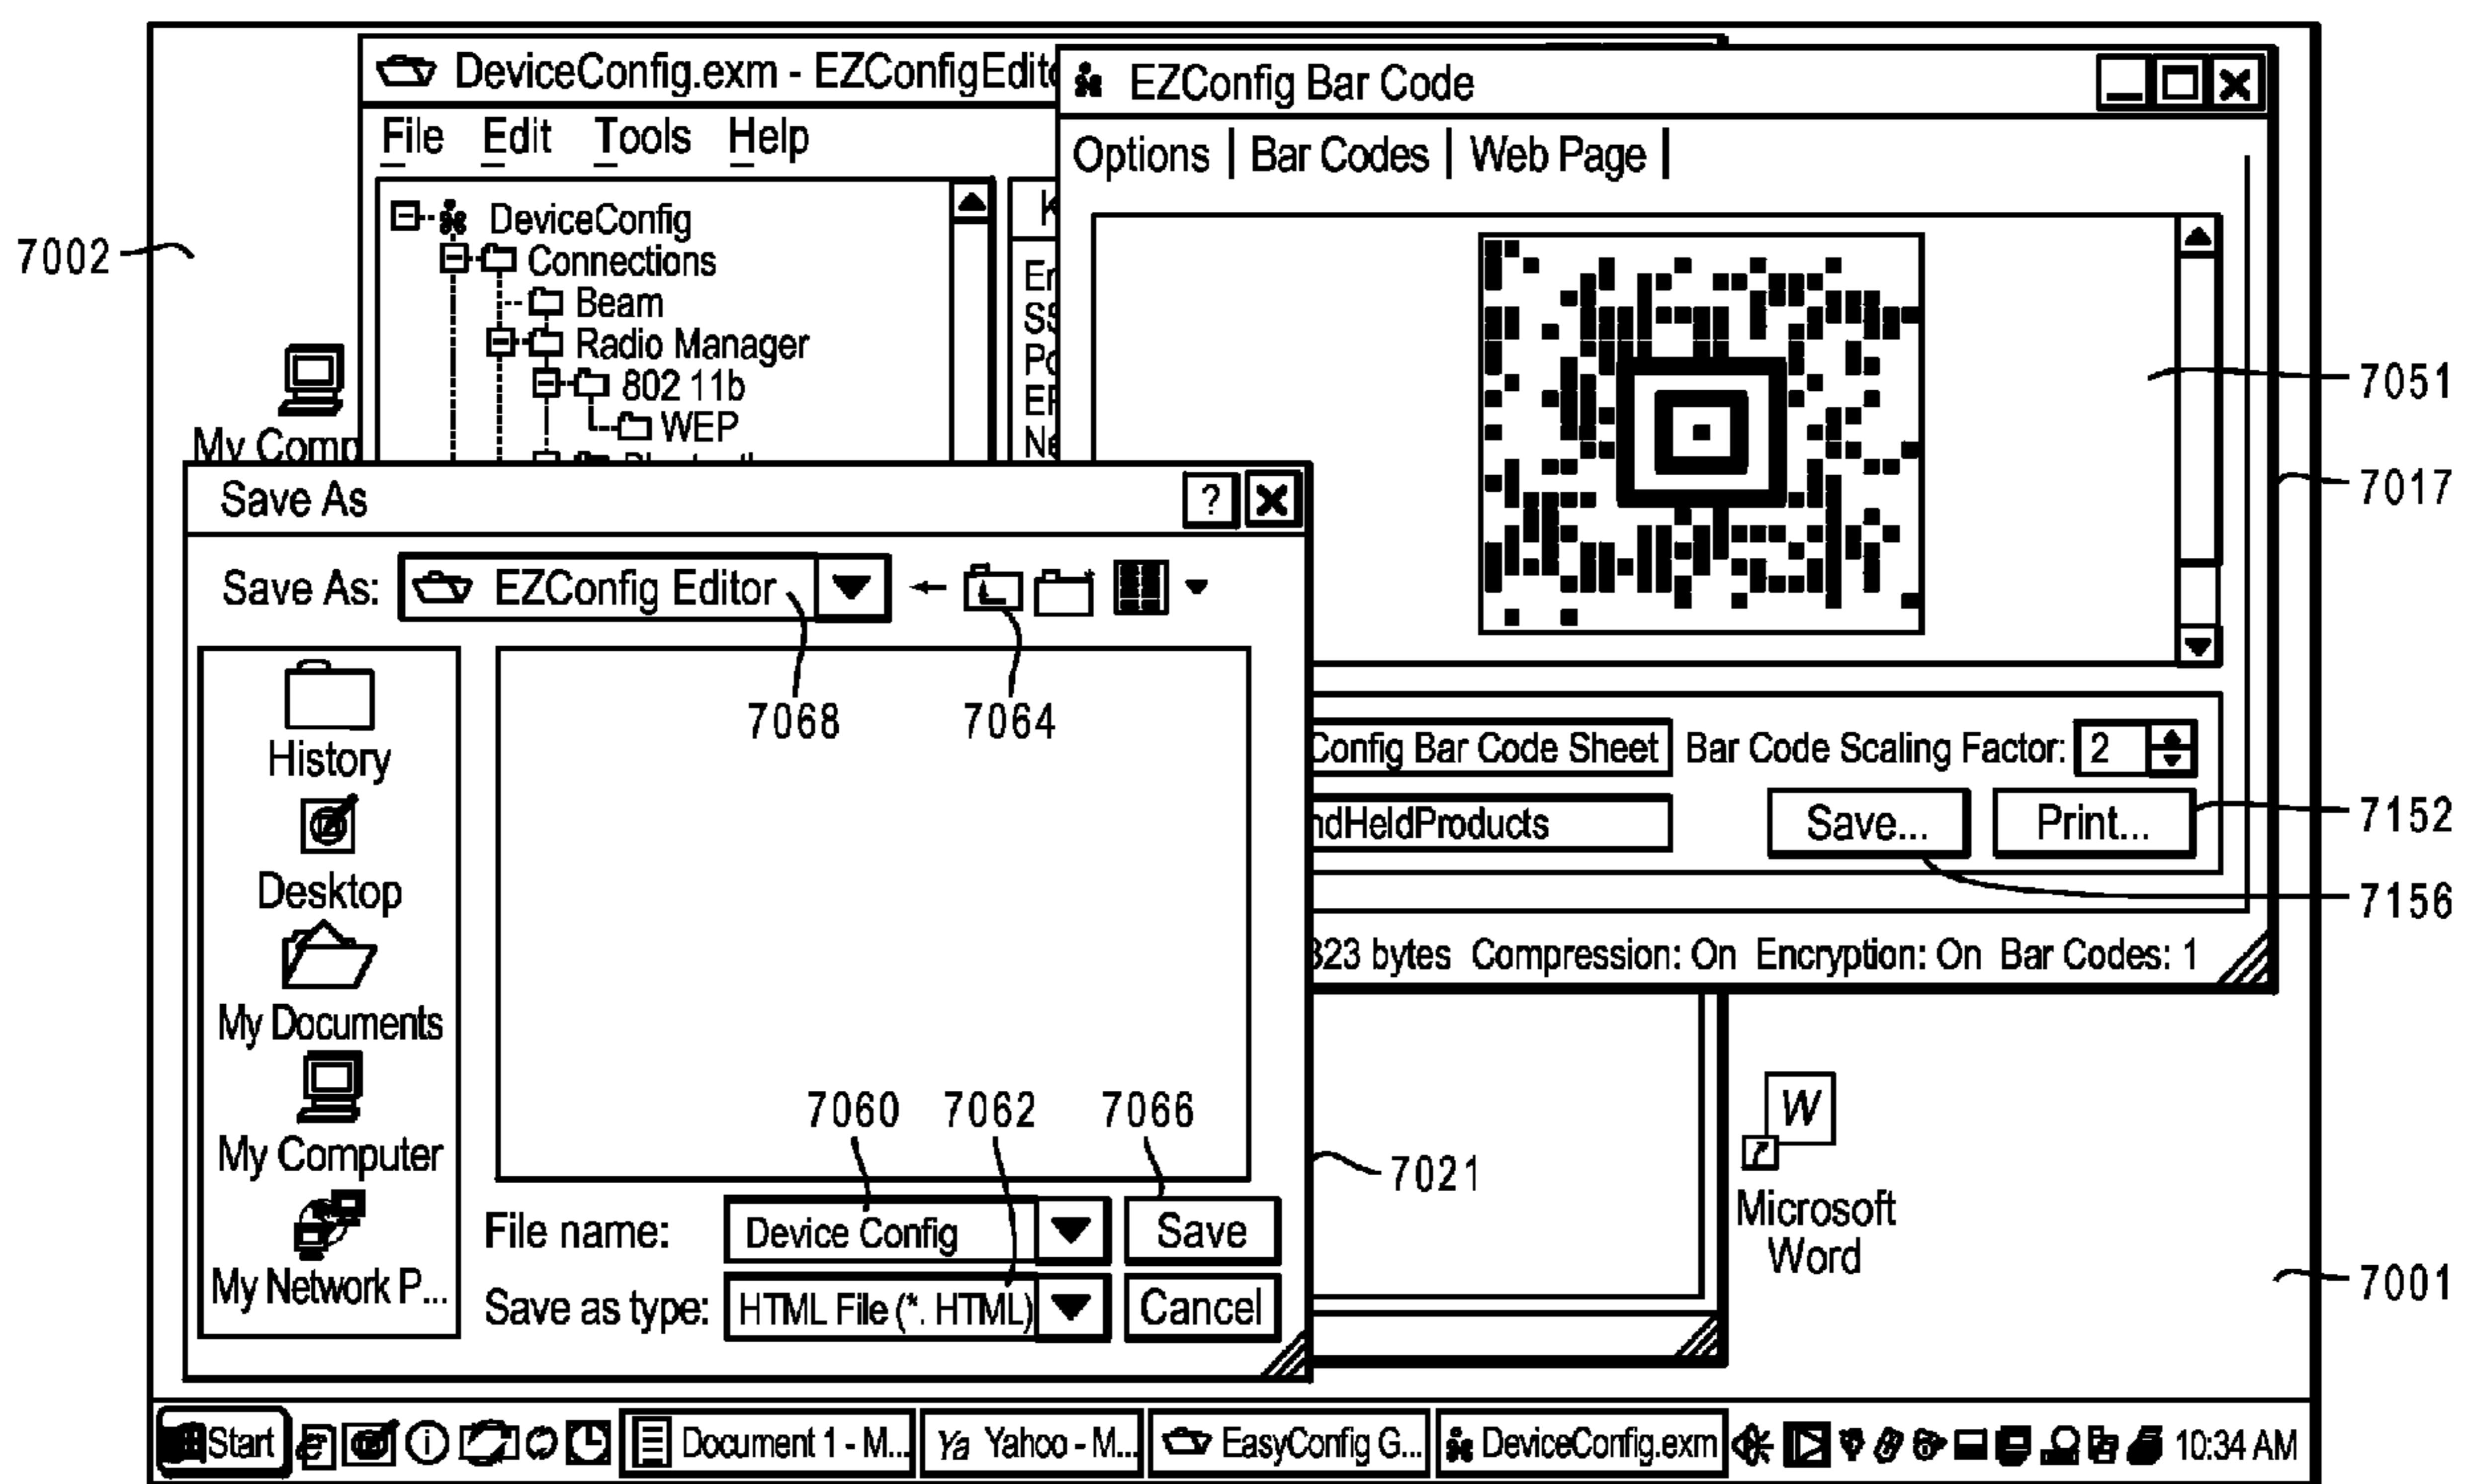 DeviceConfig.exm - EZConfigEdit
File Edit Tools Help
DeviceConfig
Connections
Beam
Radio Manager
802 11b
WEP
EZConfig Bar Code
Options | Bar Codes | Web Page |
7002
My Comp
7051
7017
Save As
Save As: EZConfig Editor
7068
7064
History
Desktop
My Documents
My Computer
My Network P...
Config Bar Code Sheet
Bar Code Scaling Factor: 2
ndHeldProducts
Save...
Print...
7152
7156
323 bytes Compression: On Encryption: On Bar Codes: 1
7060
7062
7066
7021
File name: Device Config
Save
Save as type: HTML File (*. HTML)
Cancel
W
Microsoft
Word
7001
Start
Document 1 - M...
Ya Yahoo - M...
EasyConfig G...
DeviceConfig.exm
10:34 AM